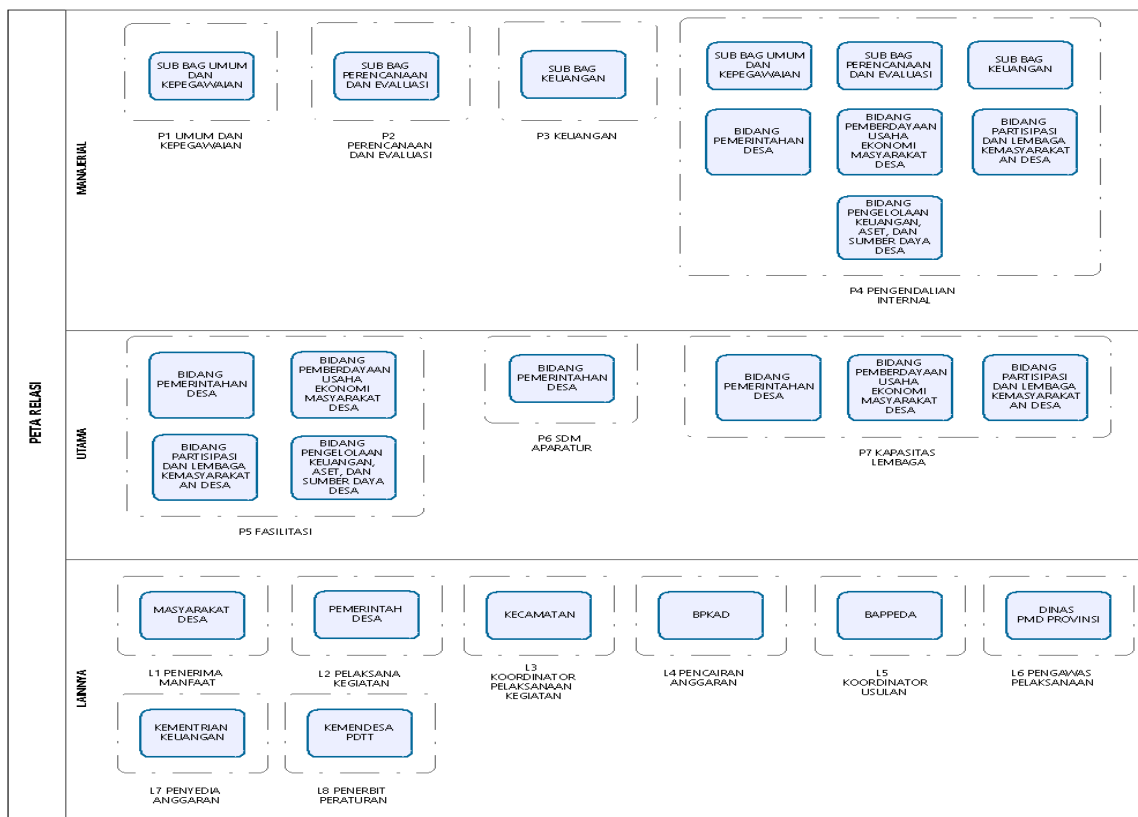 PETA RELASI
MANAJERIAL
SUB BAG UMUM
DAN
KEPEGAWAIAN
P1 UMUM DAN
KEPEGAWAIAN
SUB BAG
PERENCANAAN
DAN EVALUASI
P2
PERENCANAAN
DAN EVALUASI
SUB BAG
KEUANGAN
P3 KEUANGAN
SUB BAG UMUM
DAN
KEPEGAWAIAN
SUB BAG
PERENCANAAN
DAN EVALUASI
SUB BAG
KEUANGAN
BIDANG
PEMERINTAHAN
DESA
BIDANG
PEMBERDAYAAN
USAHA
EKONOMI
MASYARAKAT
DESA
BIDANG
PARTISIPASI
DAN LEMBAGA
KEMASYARAKAT
AN DESA
BIDANG
PENGELOLAAN
KEUANGAN,
ASET, DAN
SUMBER DAYA
DESA
P4 PENGENDALIAN
INTERNAL
UTAMA
BIDANG
PEMERINTAHAN
DESA
BIDANG
PEMBERDAYAAN
USAHA
EKONOMI
MASYARAKAT
DESA
BIDANG
PARTISIPASI
DAN LEMBAGA
KEMASYARAKAT
AN DESA
BIDANG
PENGELOLAAN
KEUANGAN,
ASET, DAN
SUMBER DAYA
DESA
P5 FASILITASI
BIDANG
PEMERINTAHAN
DESA
P6 SDM
APARATUR
BIDANG
PEMERINTAHAN
DESA
BIDANG
PEMBERDAYAAN
USAHA
EKONOMI
MASYARAKAT
DESA
BIDANG
PARTISIPASI
DAN LEMBAGA
KEMASYARAKAT
AN DESA
P7 KAPASITAS
LEMBAGA
LAINNYA
MASYARAKAT
DESA
L1 PENERIMA
MANFAAT
PEMERINTAH
DESA
L2 PELAKSANA
KEGIATAN
KECAMATAN
L3
KOORDINATOR
PELAKSANAAN
KEGIATAN
BPKAD
L4 PENCAIRAN
ANGGARAN
BAPPEDA
L5
KOORDINATOR
USULAN
DINAS
PMD PROVINSI
L6 PENGAWAS
PELAKSANAAN
KEMENTRIAN
KEUANGAN
L7 PENYEDIA
ANGGARAN
KEMENDESA
PDTT
L8 PENERBIT
PERATURAN